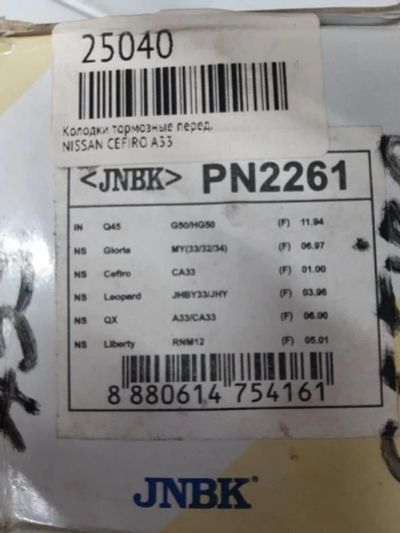 25040
Колодки тормозные перед.
NISSAN CEFIRO A33
<JNBK> PN2261
IN Q45 G50/HG50 (F) 11.94
NS Gloria MY(33/32/34) (F) 06.97
NS Cefiro CA33 (F) 01.00
NS Leopard JHBY33/JHY (F) 03.96
NS QX A33/CA33 (F) 06.00
NS Liberty RNM12 (F) 05.01
8 880614 754161
JNBK